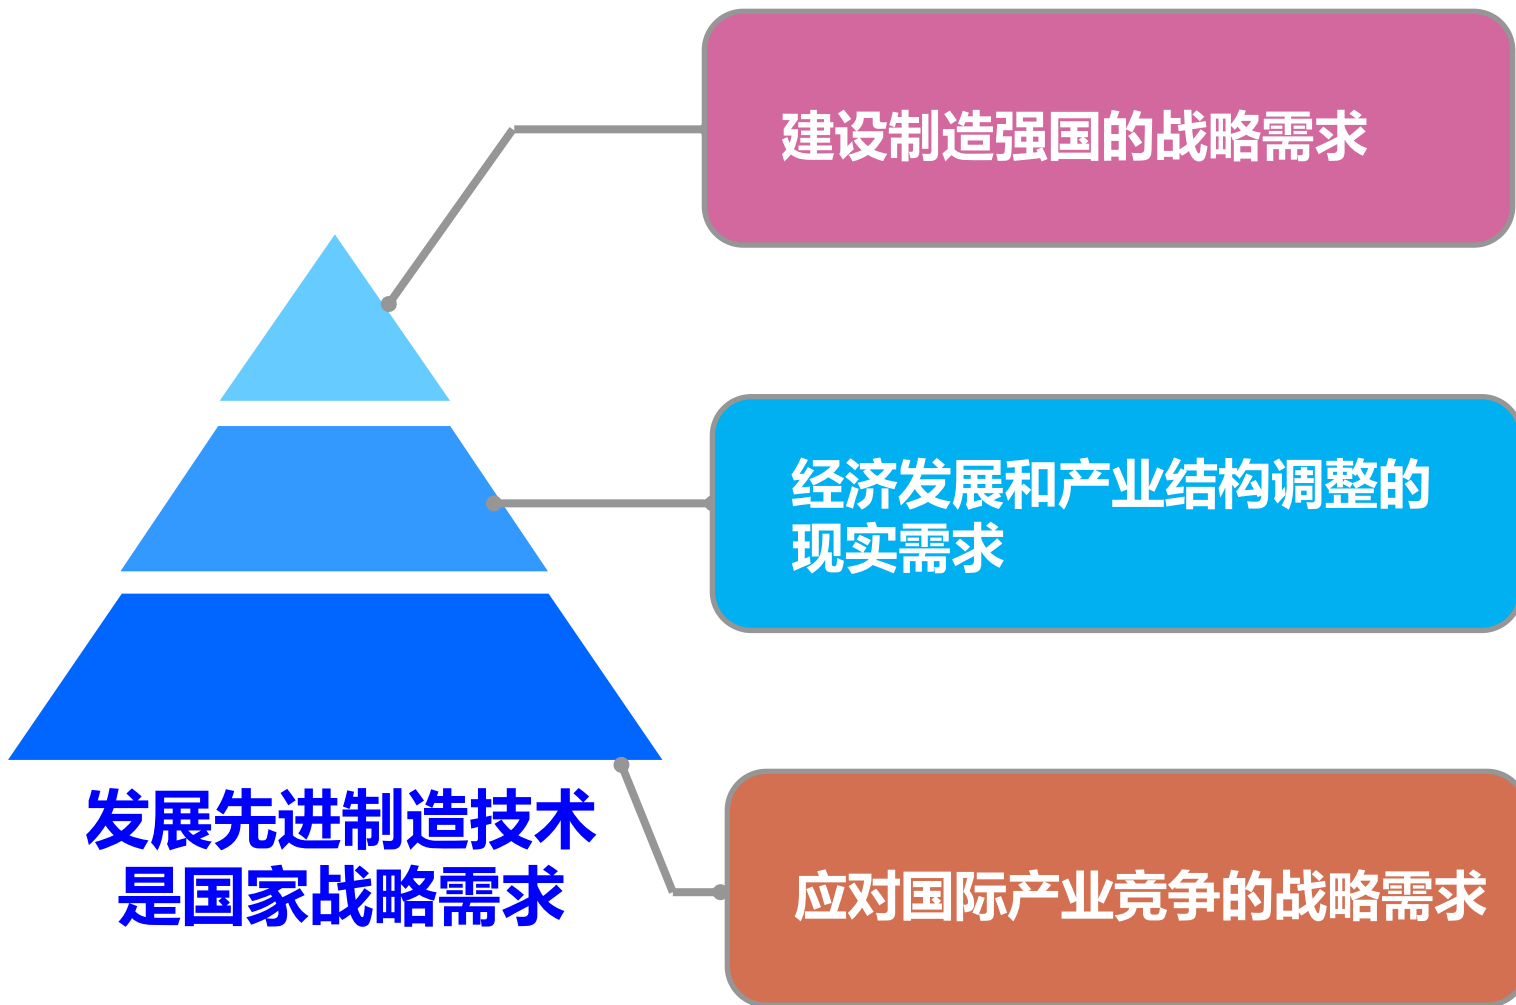 建设制造强国的战略需求
经济发展和产业结构调整的
现实需求
发展先进制造技术
是国家战略需求
应对国际产业竞争的战略需求